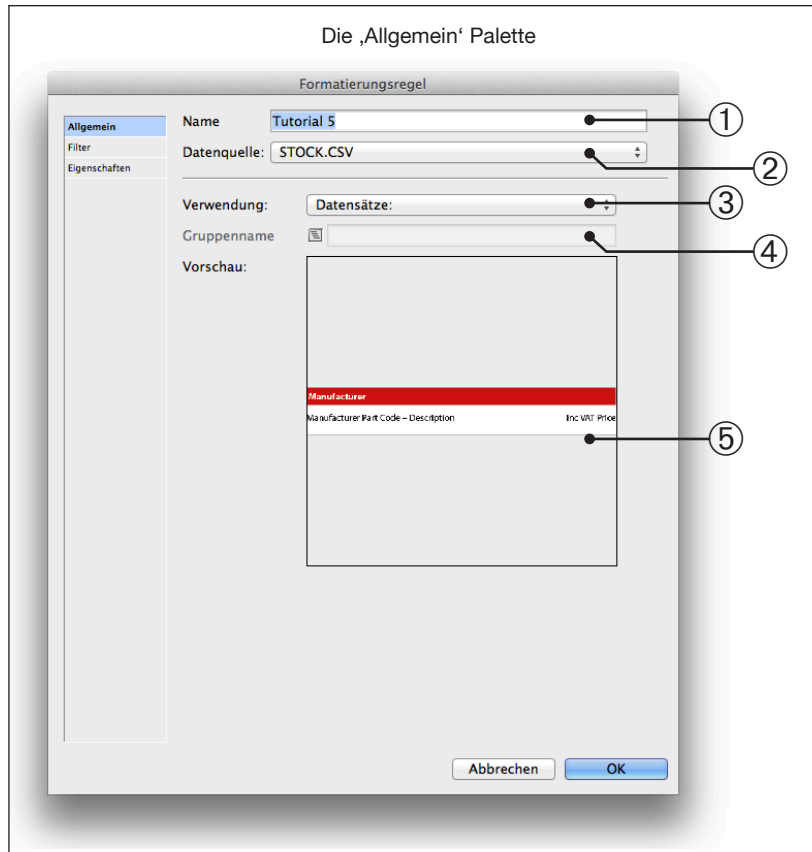 Die ‚Allgemein‘ Palette
Formatierungsregel
Allgemein
Filter
Eigenschaften
Name Tutorial 5 ①
Datenquelle: STOCK.CSV ②
Verwendung: Datensätze: ③
Gruppenname ④
Vorschau:
Manufacturer
Manufacturer Part Code – Description Inc VAT Price
⑤
Abbrechen OK